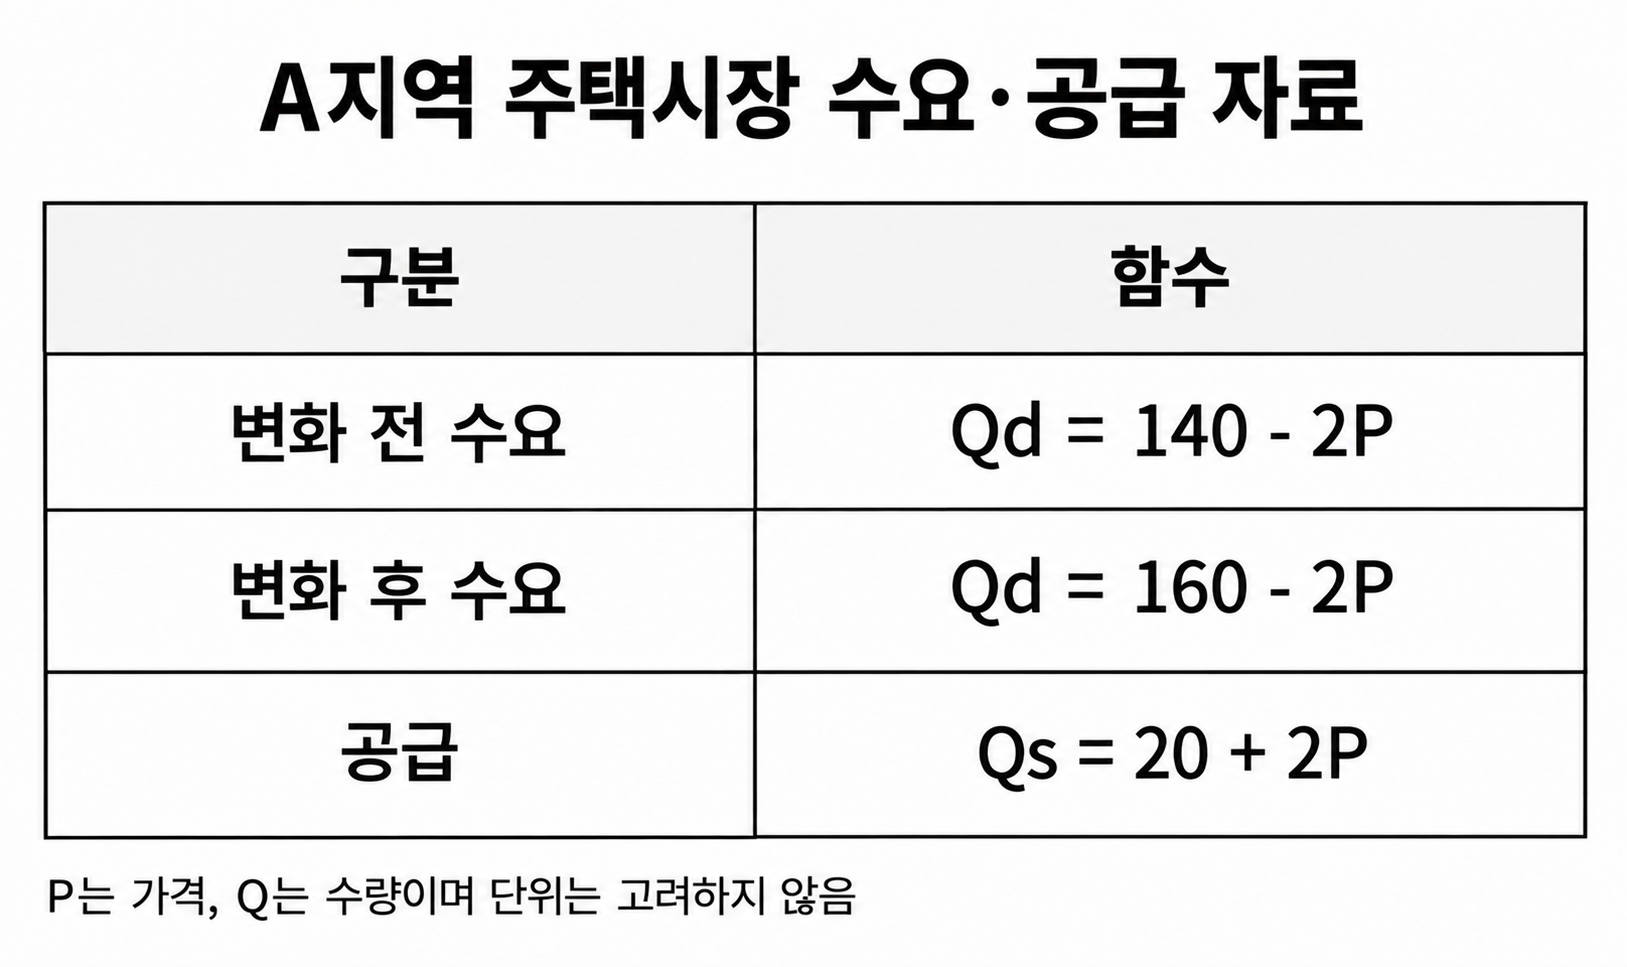 A지역 주택시장 수요·공급 자료
구분 함수
변화 전 수요 Qd = 140 - 2P
변화 후 수요 Qd = 160 - 2P
공급 Qs = 20 + 2P
P는 가격, Q는 수량이며 단위는 고려하지 않음